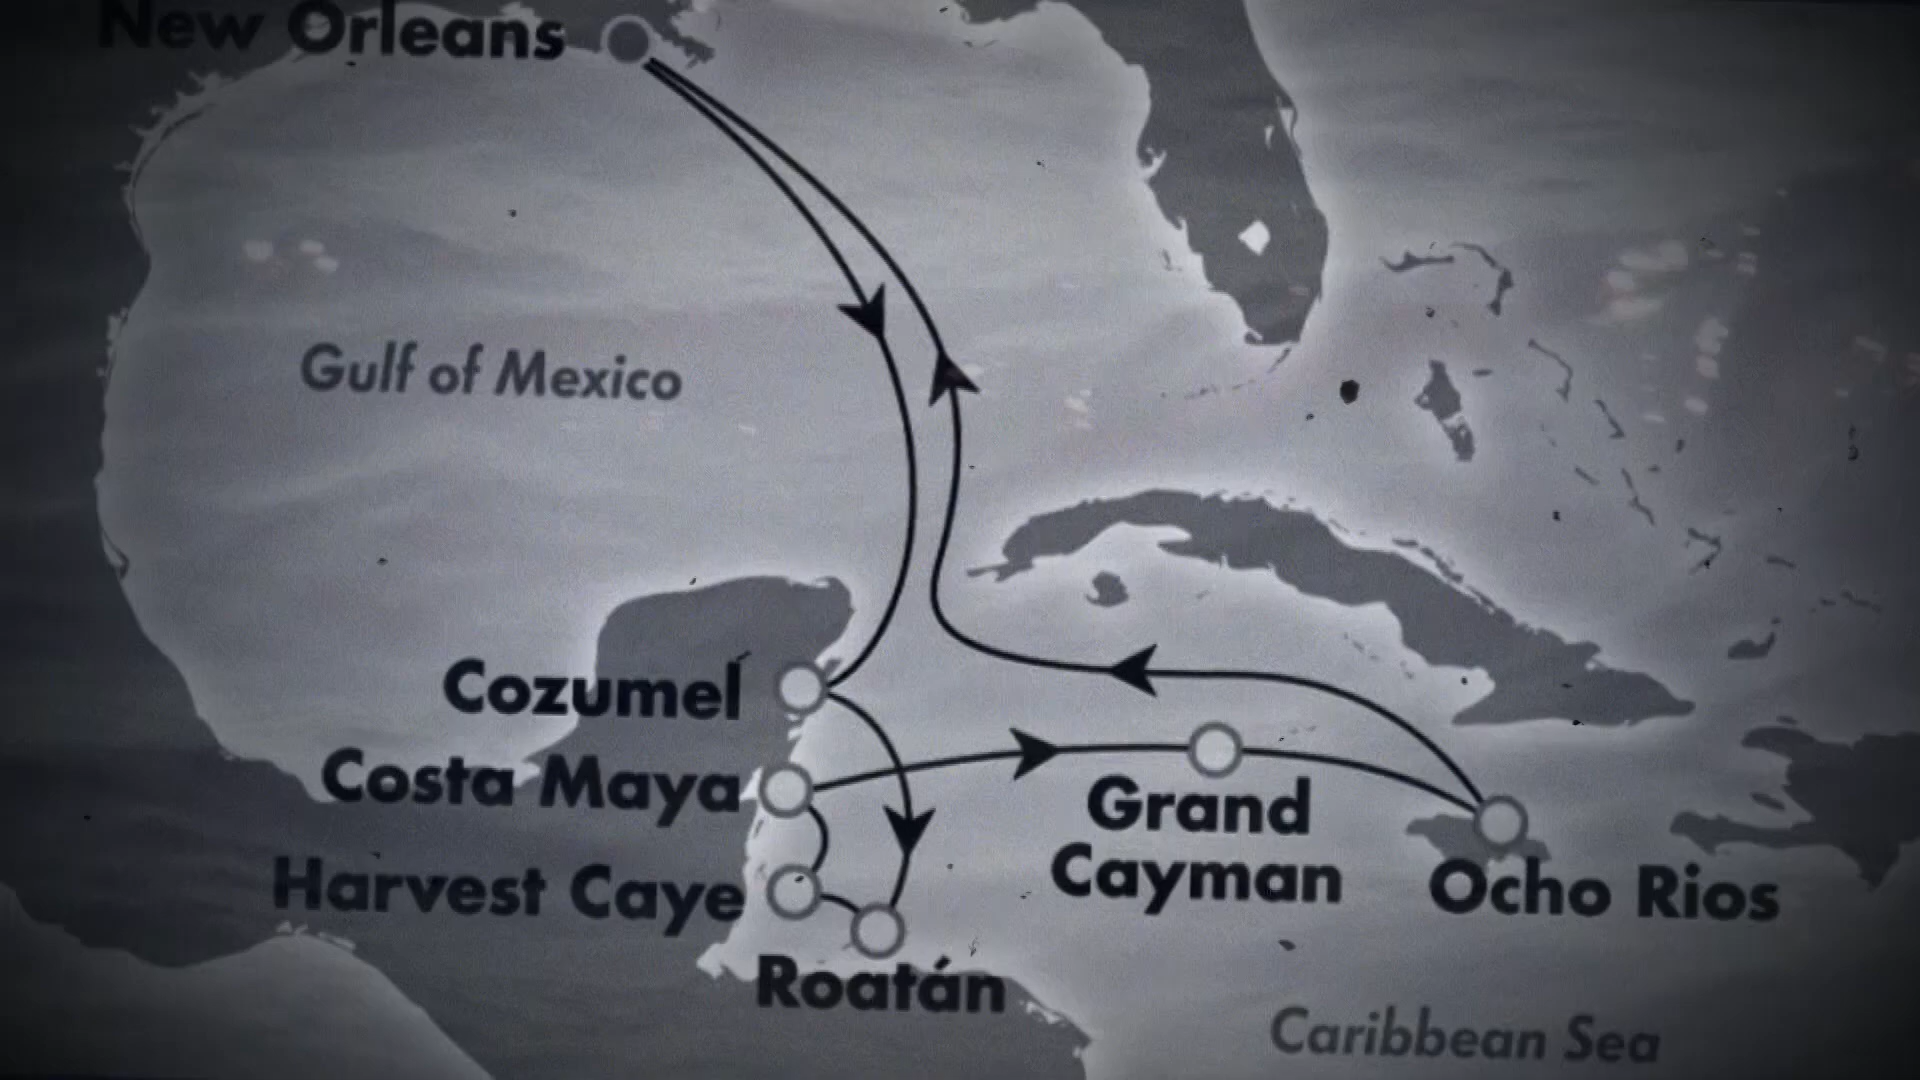 New Orleans
Gulf of Mexico
Cozumel
Costa Maya
Grand
Cayman
Harvest Caye
Ocho Rios
Roatán
Caribbean Sea